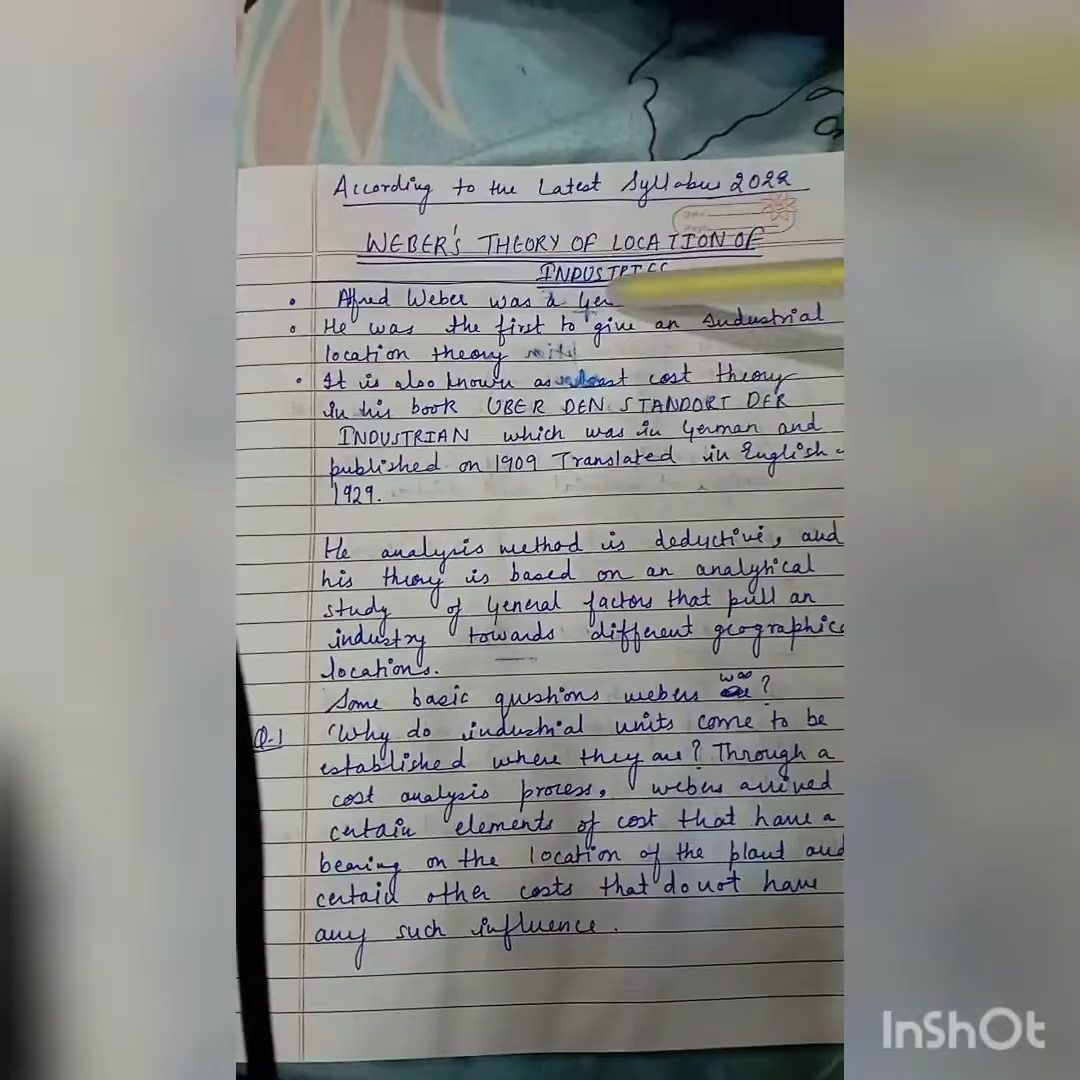 According to the Latest Syllabus 2022
WEBER'S THEORY OF LOCATION OF
INDUSTRIES
Alfred Weber was a Ger
He was the first to give an Industrial
location theory
It is also known as least cost theory
in his book UBER DEN STANDORT DER
INDUSTRIAN which was in German and
published on 1909 Translated in English
1929.
He analysis method is deductive, and
his theory is based on an analytical
study of General factors that pull an
industry towards different geographica
locations.
Some basic questions webers was ?
Q.1 'Why do industrial units come to be
established where they are? Through a
cost analysis process, webers arrived
certain elements of cost that have a
bearing on the location of the plant and
certain other costs that do not have
any such influence.
InShOt